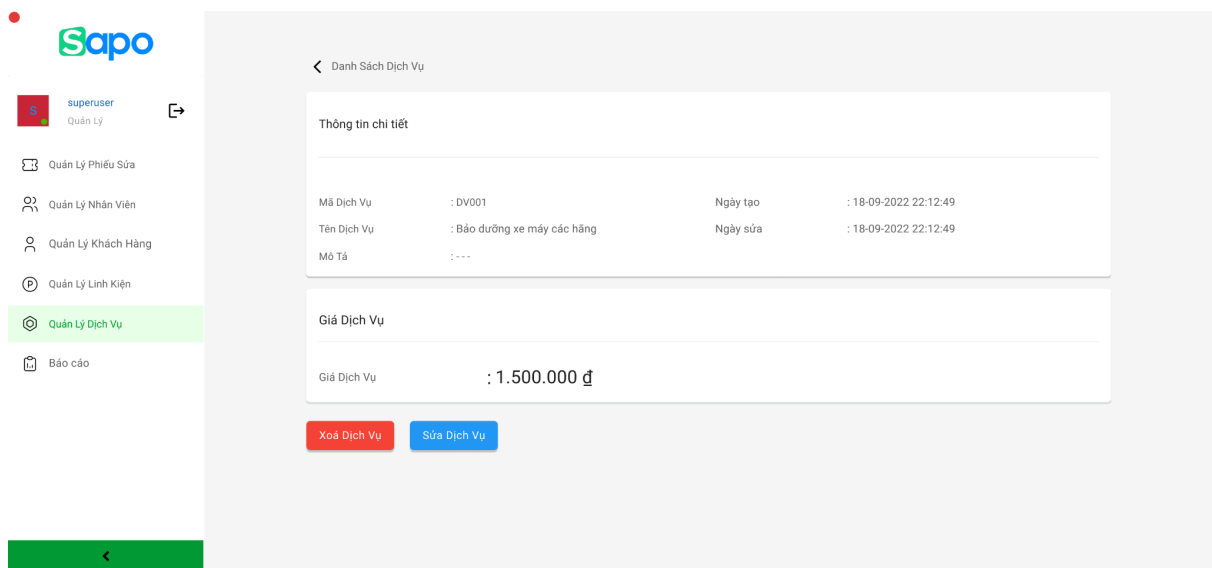 Sapo
S
superuser
Quản Lý
Quản Lý Phiếu Sửa
Quản Lý Nhân Viên
Quản Lý Khách Hàng
P
Quản Lý Linh Kiện
Quản Lý Dịch Vụ
Báo cáo
Danh Sách Dịch Vụ
Thông tin chi tiết
Mã Dịch Vụ : DV001 Ngày tạo : 18-09-2022 22:12:49
Tên Dịch Vụ : Bảo dưỡng xe máy các hãng Ngày sửa : 18-09-2022 22:12:49
Mô Tả : - - -
Giá Dịch Vụ
Giá Dịch Vụ : 1.500.000 ₫
Xoá Dịch Vụ Sửa Dịch Vụ